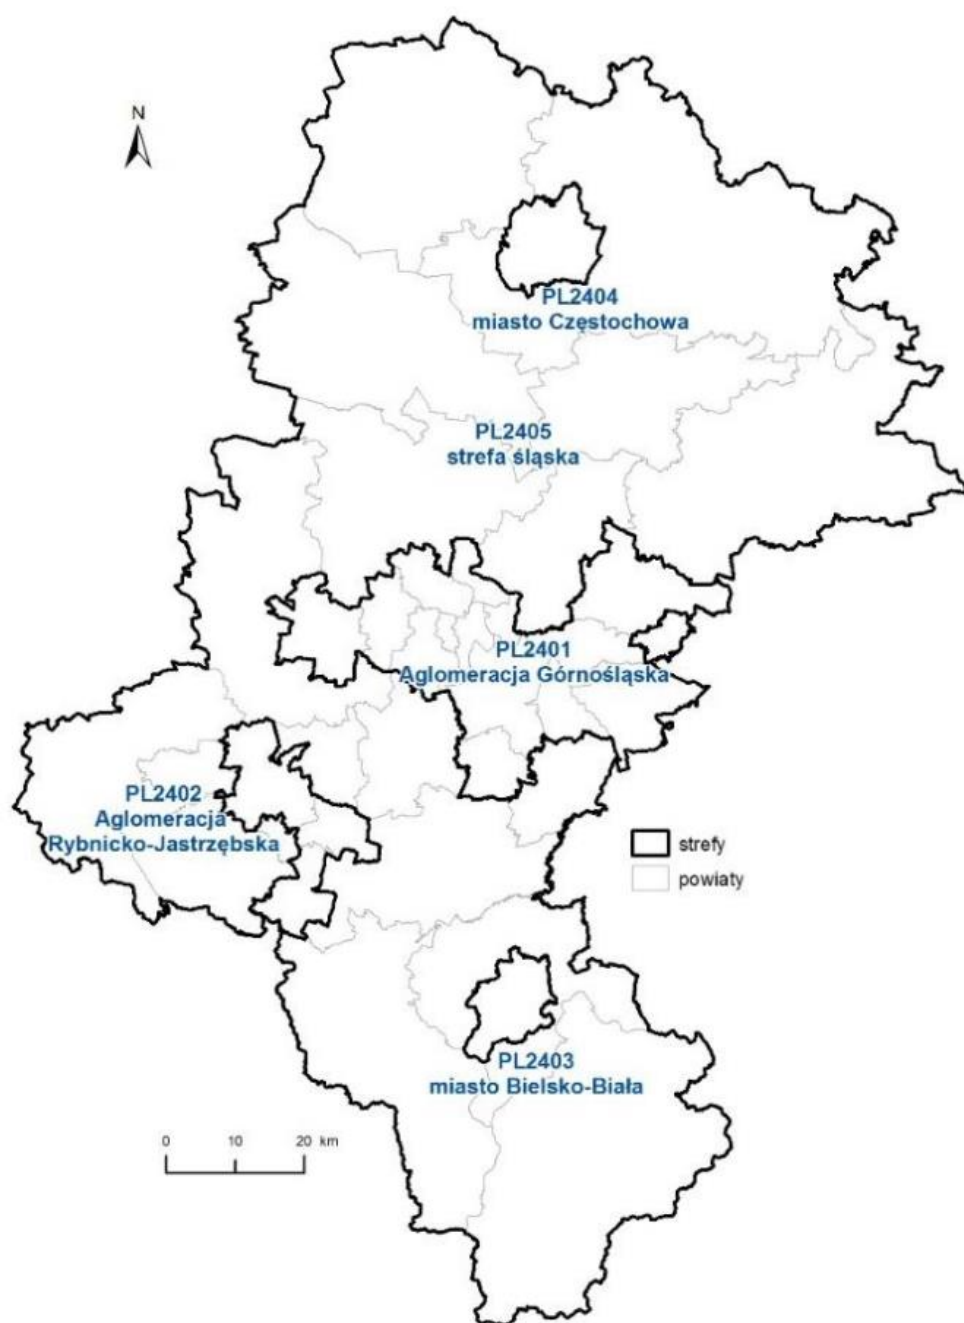 N
PL2404
miasto Częstochowa
PL2405
strefa śląska
PL2401
Aglomeracja Górnośląska
PL2402
Aglomeracja
Rybnicko-Jastrzębska
strefy
powiaty
PL2403
miasto Bielsko-Biała
0 10 20 km